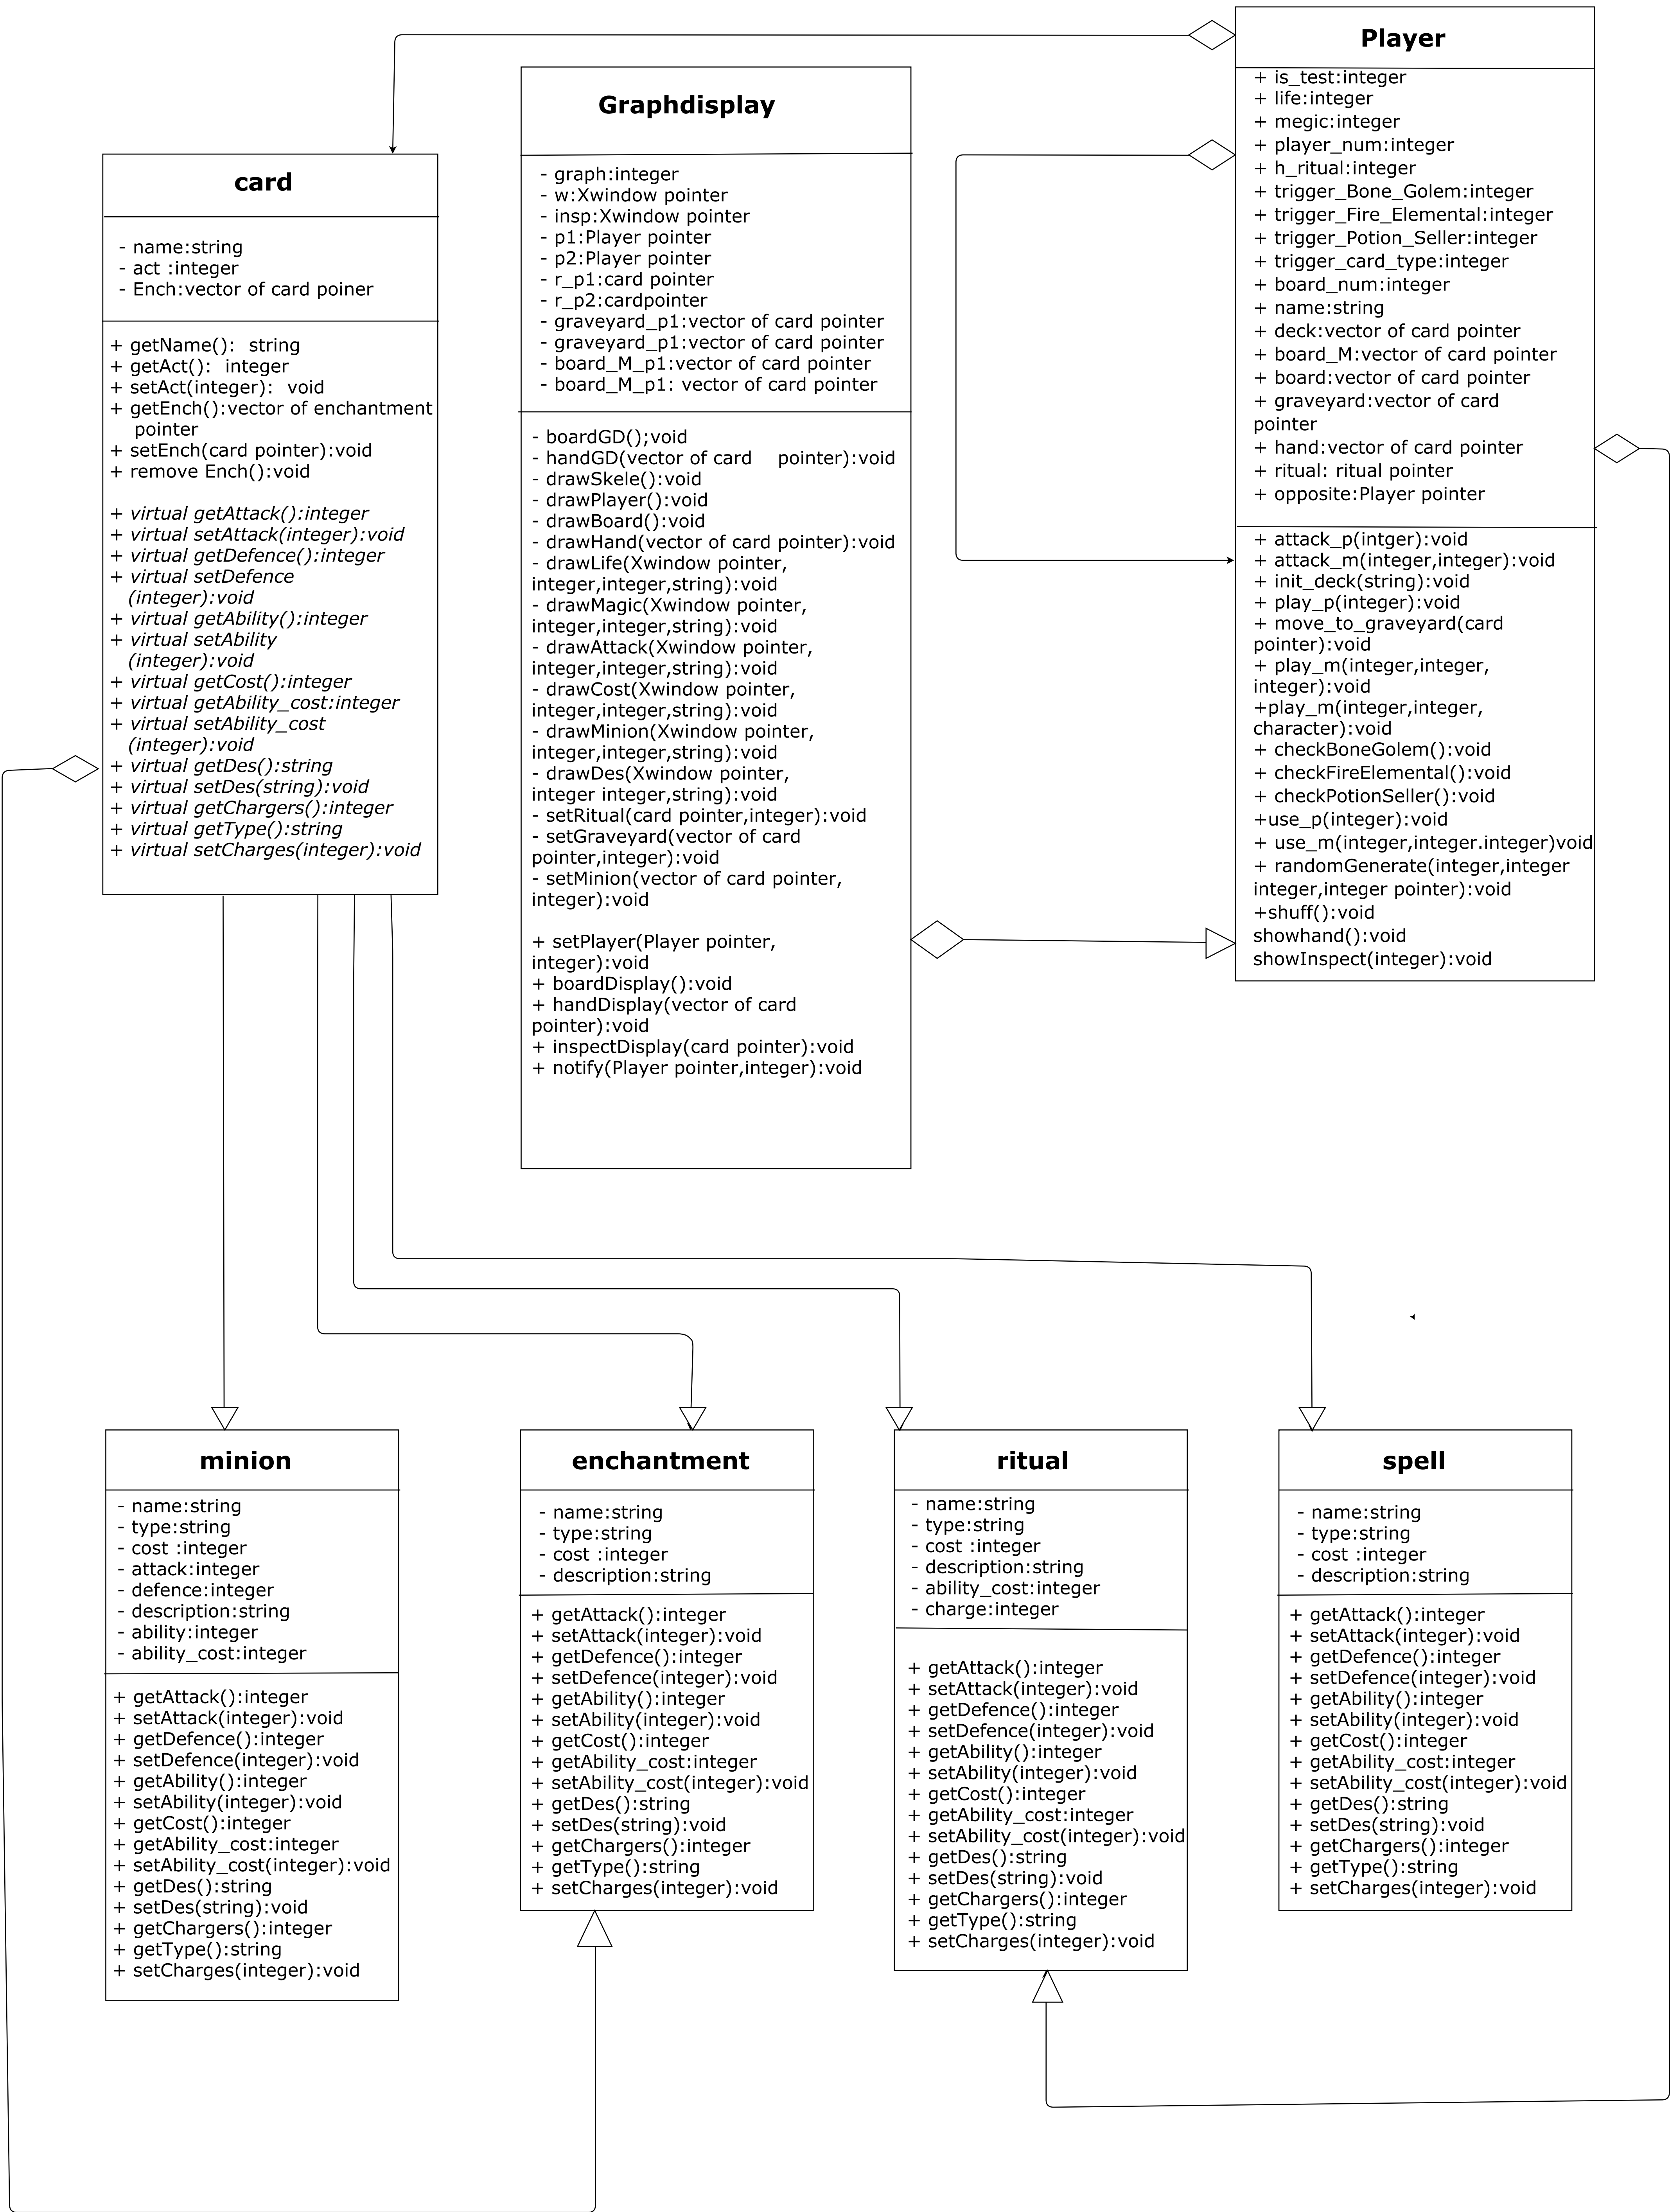 Player
+ is_test:integer
+ life:integer
+ megic:integer
+ player_num:integer
+ h_ritual:integer
+ trigger_Bone_Golem:integer
+ trigger_Fire_Elemental:integer
+ trigger_Potion_Seller:integer
+ trigger_card_type:integer
+ board_num:integer
+ name:string
+ deck:vector of card pointer
+ board_M:vector of card pointer
+ board:vector of card pointer
+ graveyard:vector of card
pointer
+ hand:vector of card pointer
+ ritual: ritual pointer
+ opposite:Player pointer
+ attack_p(intger):void
+ attack_m(integer,integer):void
+ init_deck(string):void
+ play_p(integer):void
+ move_to_graveyard(card
pointer):void
+ play_m(integer,integer,
integer):void
+play_m(integer,integer,
character):void
+ checkBoneGolem():void
+ checkFireElemental():void
+ checkPotionSeller():void
+use_p(integer):void
+ use_m(integer,integer.integer)void
+ randomGenerate(integer,integer
integer,integer pointer):void
+shuff():void
showhand():void
showInspect(integer):void
Graphdisplay
- graph:integer
- w:Xwindow pointer
- insp:Xwindow pointer
- p1:Player pointer
- p2:Player pointer
- r_p1:card pointer
- r_p2:cardpointer
- graveyard_p1:vector of card pointer
- graveyard_p1:vector of card pointer
- board_M_p1:vector of card pointer
- board_M_p1: vector of card pointer
- boardGD();void
- handGD(vector of card    pointer):void
- drawSkele():void
- drawPlayer():void
- drawBoard():void
- drawHand(vector of card pointer):void
- drawLife(Xwindow pointer,
integer,integer,string):void
- drawMagic(Xwindow pointer,
integer,integer,string):void
- drawAttack(Xwindow pointer,
integer,integer,string):void
- drawCost(Xwindow pointer,
integer,integer,string):void
- drawMinion(Xwindow pointer,
integer,integer,string):void
- drawDes(Xwindow pointer,
integer integer,string):void
- setRitual(card pointer,integer):void
- setGraveyard(vector of card
pointer,integer):void
- setMinion(vector of card pointer,
integer):void
+ setPlayer(Player pointer,
integer):void
+ boardDisplay():void
+ handDisplay(vector of card
pointer):void
+ inspectDisplay(card pointer):void
+ notify(Player pointer,integer):void
card
- name:string
- act :integer
- Ench:vector of card poiner
+ getName():  string
+ getAct():  integer
+ setAct(integer):  void
+ getEnch():vector of enchantment
pointer
+ setEnch(card pointer):void
+ remove Ench():void
+ virtual getAttack():integer
+ virtual setAttack(integer):void
+ virtual getDefence():integer
+ virtual setDefence
(integer):void
+ virtual getAbility():integer
+ virtual setAbility
(integer):void
+ virtual getCost():integer
+ virtual getAbility_cost:integer
+ virtual setAbility_cost
(integer):void
+ virtual getDes():string
+ virtual setDes(string):void
+ virtual getChargers():integer
+ virtual getType():string
+ virtual setCharges(integer):void
minion
- name:string
- type:string
- cost :integer
- attack:integer
- defence:integer
- description:string
- ability:integer
- ability_cost:integer
+ getAttack():integer
+ setAttack(integer):void
+ getDefence():integer
+ setDefence(integer):void
+ getAbility():integer
+ setAbility(integer):void
+ getCost():integer
+ getAbility_cost:integer
+ setAbility_cost(integer):void
+ getDes():string
+ setDes(string):void
+ getChargers():integer
+ getType():string
+ setCharges(integer):void
enchantment
- name:string
- type:string
- cost :integer
- description:string
+ getAttack():integer
+ setAttack(integer):void
+ getDefence():integer
+ setDefence(integer):void
+ getAbility():integer
+ setAbility(integer):void
+ getCost():integer
+ getAbility_cost:integer
+ setAbility_cost(integer):void
+ getDes():string
+ setDes(string):void
+ getChargers():integer
+ getType():string
+ setCharges(integer):void
ritual
- name:string
- type:string
- cost :integer
- description:string
- ability_cost:integer
- charge:integer
+ getAttack():integer
+ setAttack(integer):void
+ getDefence():integer
+ setDefence(integer):void
+ getAbility():integer
+ setAbility(integer):void
+ getCost():integer
+ getAbility_cost:integer
+ setAbility_cost(integer):void
+ getDes():string
+ setDes(string):void
+ getChargers():integer
+ getType():string
+ setCharges(integer):void
spell
- name:string
- type:string
- cost :integer
- description:string
+ getAttack():integer
+ setAttack(integer):void
+ getDefence():integer
+ setDefence(integer):void
+ getAbility():integer
+ setAbility(integer):void
+ getCost():integer
+ getAbility_cost:integer
+ setAbility_cost(integer):void
+ getDes():string
+ setDes(string):void
+ getChargers():integer
+ getType():string
+ setCharges(integer):void